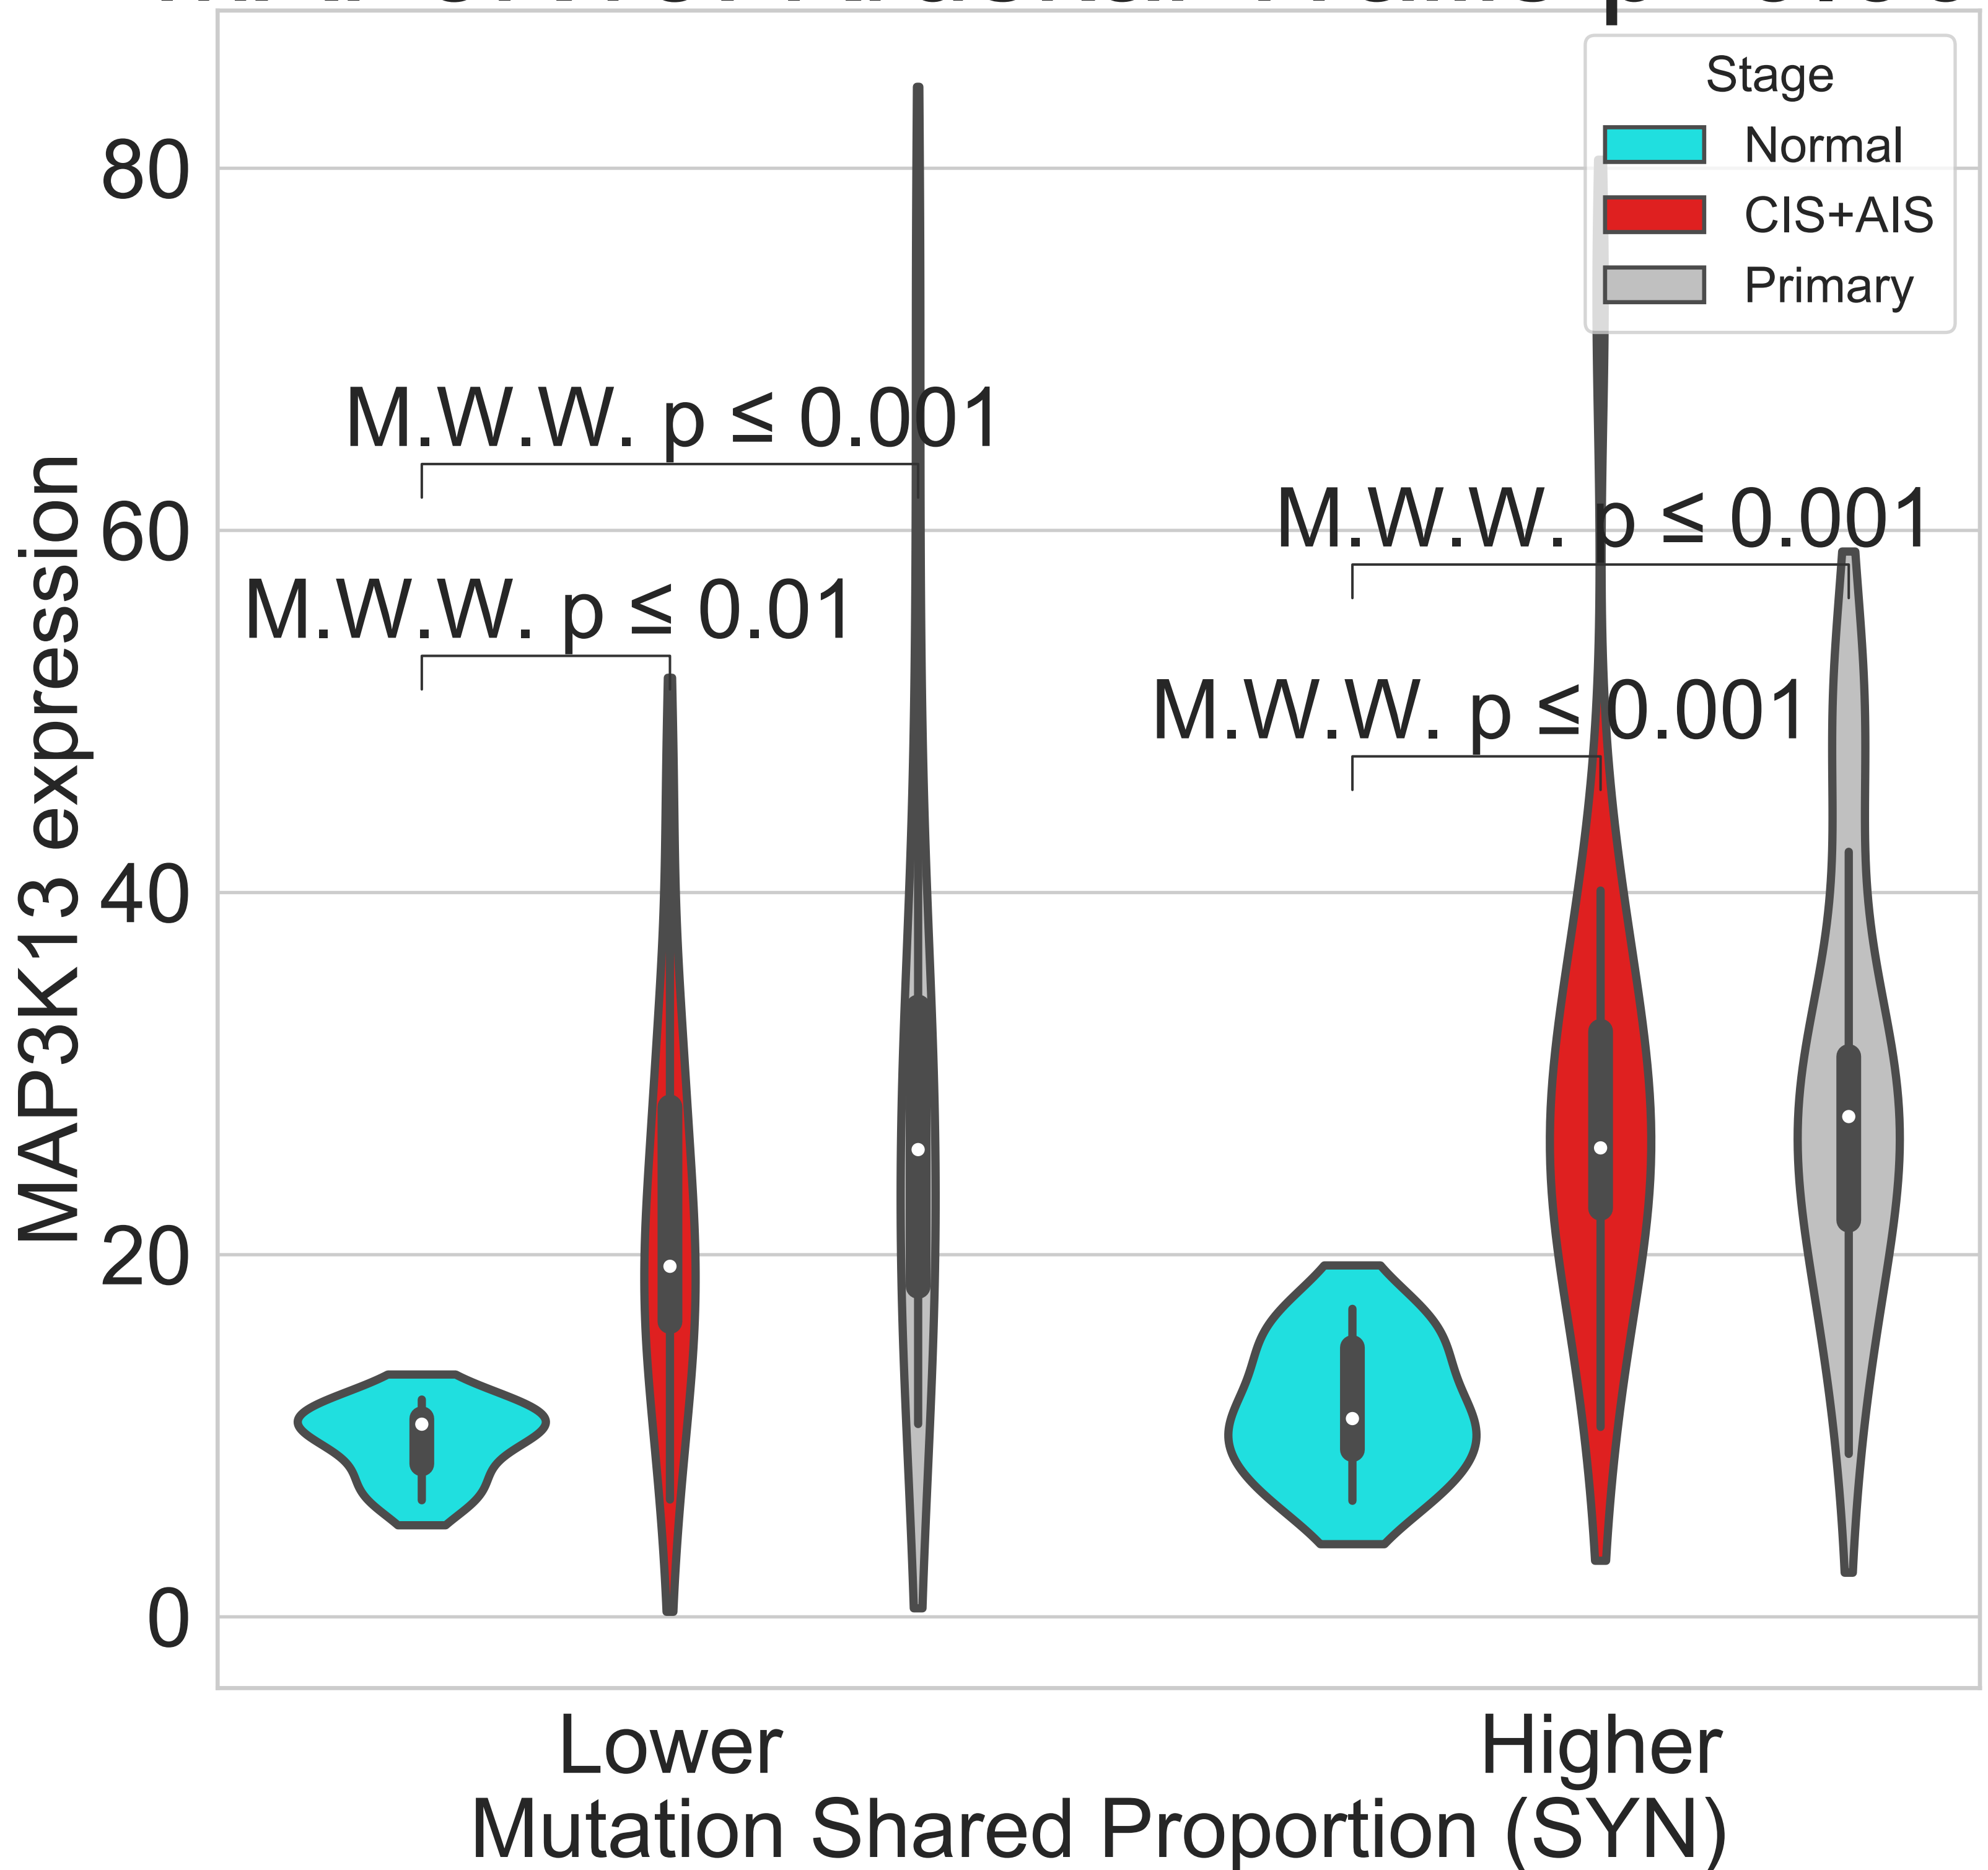 Stage
Normal
CIS+AIS
Primary
80
60
40
20
0
MAP3K13 expression
M.W.W. p ≤ 0.001
M.W.W. p ≤ 0.01
M.W.W. p ≤ 0.001
M.W.W. p ≤ 0.001
Lower
Higher
Mutation Shared Proportion (SYN)